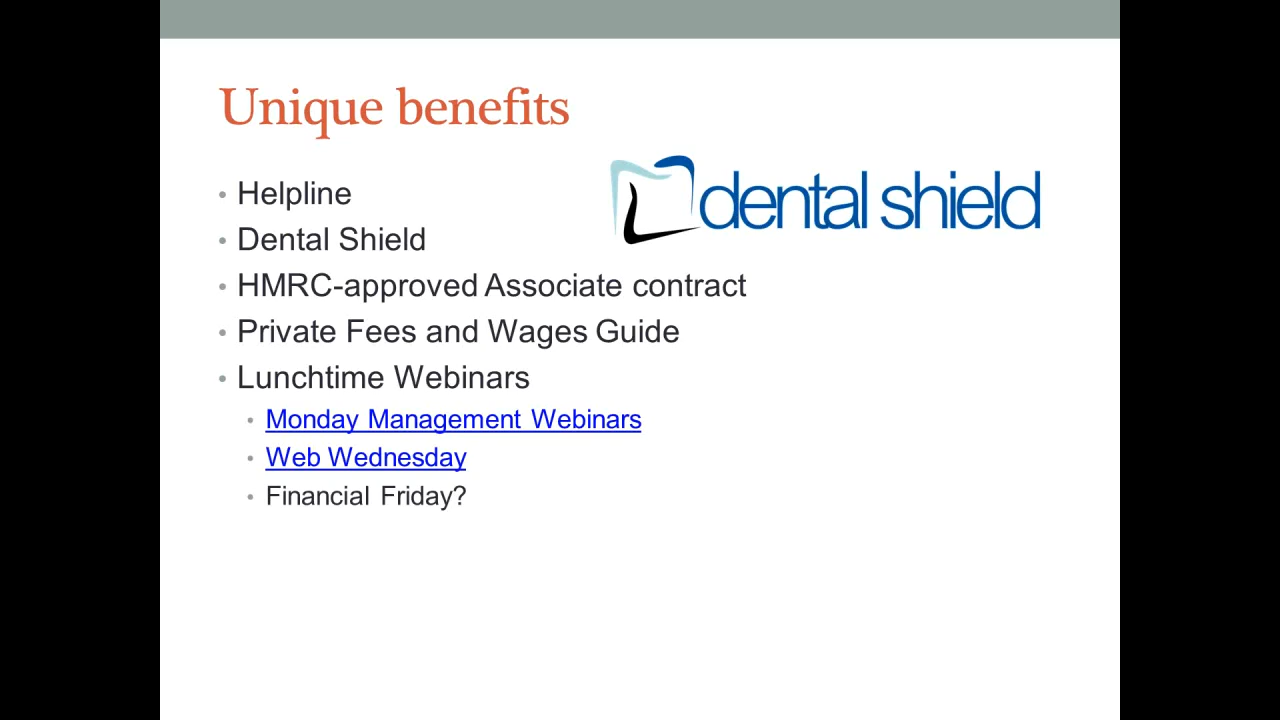 Unique benefits
dental shield
• Helpline
• Dental Shield
• HMRC-approved Associate contract
• Private Fees and Wages Guide
• Lunchtime Webinars
• Monday Management Webinars
• Web Wednesday
• Financial Friday?